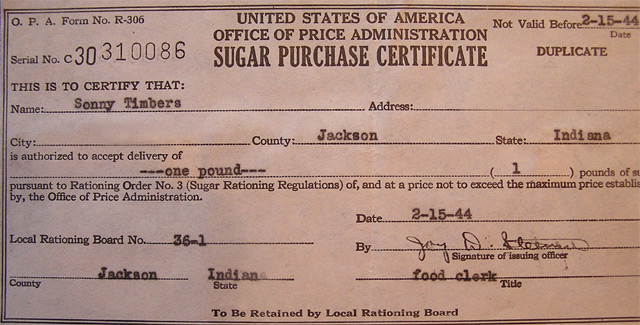 O. P. A. Form No. R-306
UNITED STATES OF AMERICA
OFFICE OF PRICE ADMINISTRATION
SUGAR PURCHASE CERTIFICATE
Not Valid Before 2-15-44
Date
DUPLICATE
Serial No. C 30 310086
THIS IS TO CERTIFY THAT:
Name: Sonny Timbers Address:
City: County: Jackson State: Indiana
is authorized to accept delivery of
---one pound--- ( 1 ) pounds of
pursuant to Rationing Order No. 3 (Sugar Rationing Regulations) of, and at a price not to exceed the maximum price
by, the Office of Price Administration.
Date 2-15-44
Local Rationing Board No. 36-1 By Jay D.
Signature of issuing officer
Jackson Indiana food clerk
County State Title
To Be Retained by Local Rationing Board